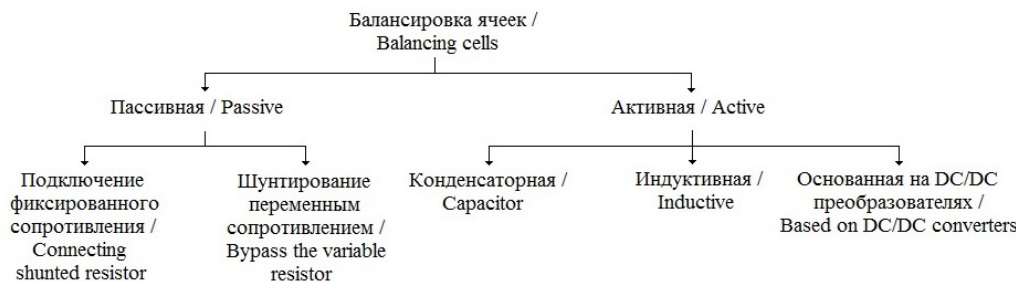 Балансировка ячеек /
Balancing cells
Пассивная / Passive
Активная / Active
Подключение
фиксированного
сопротивления /
Connecting
shunted resistor
Шунтирование
переменным
сопротивлением /
Bypass the variable
resistor
Конденсаторная /
Capacitor
Индуктивная /
Inductive
Основанная на DC/DC
преобразователях /
Based on DC/DC converters